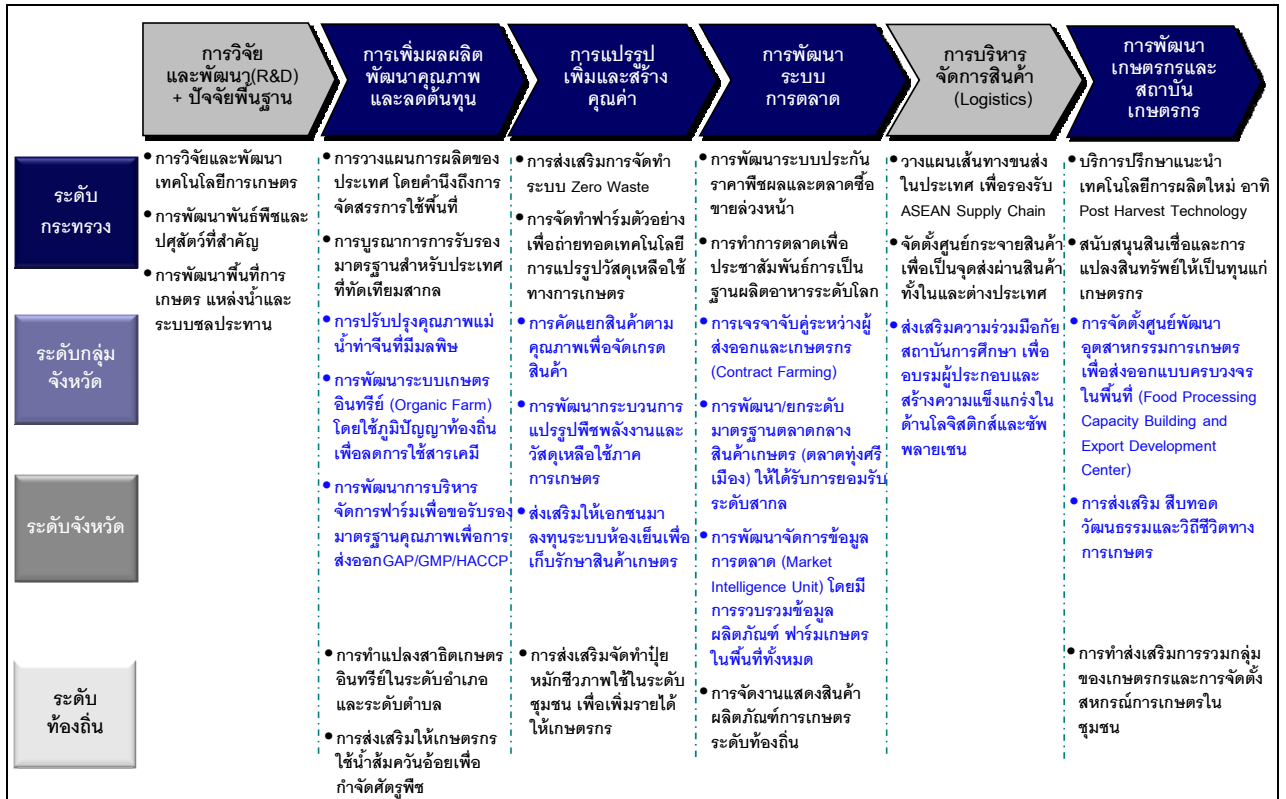 การวิจัย
และพัฒนา(R&D)
+ ปัจจัยพื้นฐาน
การเพิ่มผลผลิต
พัฒนาคุณภาพ
และลดต้นทุน
การแปรรูป
เพิ่มและสร้าง
คุณค่า
การพัฒนา
ระบบ
การตลาด
การบริหาร
จัดการสินค้า
(Logistics)
การพัฒนา
เกษตรกรและ
สถาบัน
เกษตรกร
ระดับ
กระทรวง
• การวิจัยและพัฒนา
เทคโนโลยีการเกษตร
• การพัฒนาพันธ์พืชและ
ปศุสัตว์ที่สำคัญ
• การพัฒนาพื้นที่การ
เกษตร แหล่งน้ำและ
ระบบชลประทาน
• การวางแผนการผลิตของ
ประเทศ โดยคำนึงถึงการ
จัดสรรการใช้พื้นที่
• การบูรณาการการรับรอง
มาตรฐานสำหรับประเทศ
ที่ทัดเทียมสากล
• การส่งเสริมการจัดทำ
ระบบ Zero Waste
• การจัดทำฟาร์มตัวอย่าง
เพื่อถ่ายทอดเทคโนโลยี
การแปรรูปวัสดุเหลือใช้
ทางการเกษตร
• การพัฒนาระบบประกัน
ราคาพืชผลและตลาดซื้อ
ขายล่วงหน้า
• การทำการตลาดเพื่อ
ประชาสัมพันธ์การเป็น
ฐานผลิตอาหารระดับโลก
• วางแผนเส้นทางขนส่ง
ในประเทศ เพื่อรองรับ
ASEAN Supply Chain
• จัดตั้งศูนย์กระจายสินค้า
เพื่อเป็นจุดส่งผ่านสินค้า
ทั้งในและต่างประเทศ
• บริการปรึกษาแนะนำ
เทคโนโลยีการผลิตใหม่ อาทิ
Post Harvest Technology
• สนับสนุนสินเชื่อและการ
แปลงสินทรัพย์ให้เป็นทุนแก่
เกษตรกร
ระดับกลุ่ม
จังหวัด
ระดับจังหวัด
• การปรับปรุงคุณภาพแม่
น้ำท่าจีนที่มีมลพิษ
• การพัฒนาระบบเกษตร
อินทรีย์ (Organic Farm)
โดยใช้ภูมิปัญญาท้องถิ่น
เพื่อลดการใช้สารเคมี
• การพัฒนาการบริหาร
จัดการฟาร์มเพื่อขอรับรอง
มาตรฐานคุณภาพเพื่อการ
ส่งออกGAP/GMP/HACCP
• การคัดแยกสินค้าตาม
คุณภาพเพื่อจัดเกรด
สินค้า
• การพัฒนากระบวนการ
แปรรูปพืชพลังงานและ
วัสดุเหลือใช้ภาค
การเกษตร
• ส่งเสริมให้เอกชนมา
ลงทุนระบบห้องเย็นเพื่อ
เก็บรักษาสินค้าเกษตร
• การเจรจาจับคู่ระหว่างผู้
ส่งออกและเกษตรกร
(Contract Farming)
• การพัฒนา/ยกระดับ
มาตรฐานตลาดกลาง
สินค้าเกษตร (ตลาดทุ่งศรี
เมือง) ให้ได้รับการยอมรับ
ระดับสากล
• การพัฒนาจัดการข้อมูล
การตลาด (Market
Intelligence Unit) โดยมี
การรวบรวมข้อมูล
ผลิตภัณฑ์ ฟาร์มเกษตร
ในพื้นที่ทั้งหมด
• ส่งเสริมความร่วมมือกับ
สถาบันการศึกษา เพื่อ
อบรมผู้ประกอบและ
สร้างความแข็งแกร่งใน
ด้านโลจิสติกส์และซัพ
พลายเชน
• การจัดตั้งศูนย์พัฒนา
อุตสาหกรรมการเกษตร
เพื่อส่งออกแบบครบวงจร
ในพื้นที่ (Food Processing
Capacity Building and
Export Development
Center)
• การส่งเสริม สืบทอด
วัฒนธรรมและวิถีชีวิตทาง
การเกษตร
ระดับ
ท้องถิ่น
• การทำแปลงสาธิตเกษตร
อินทรีย์ในระดับอำเภอ
และระดับตำบล
• การส่งเสริมให้เกษตรกร
ใช้น้ำส้มควันอ้อยเพื่อ
กำจัดศัตรูพืช
• การส่งเสริมจัดทำปุ๋ย
หมักชีวภาพใช้ในระดับ
ชุมชน เพื่อเพิ่มรายได้
ให้เกษตรกร
• การจัดงานแสดงสินค้า
ผลิตภัณฑ์การเกษตร
ระดับท้องถิ่น
• การทำส่งเสริมการรวมกลุ่ม
ของเกษตรกรและการจัดตั้ง
สหกรณ์การเกษตรใน
ชุมชน